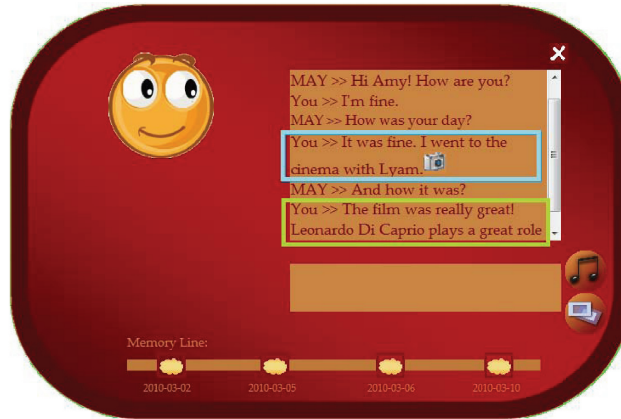 MAY >> Hi Amy! How are you?
You >> I'm fine.
MAY >> How was your day?
You >> It was fine. I went to the
cinema with Lyam.
MAY >> And how it was?
You >> The film was really great!
Leonardo Di Caprio plays a great role
Memory Line:
2010-03-02
2010-03-05
2010-03-06
2010-03-10